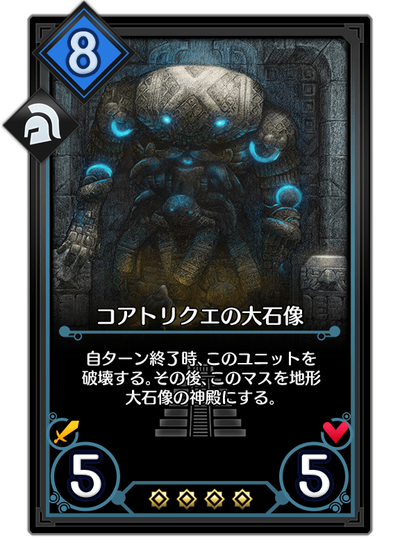 8
コアトリクエの大石像
自ターン終了時、このユニットを
破壊する。その後、このマスを地形
大石像の神殿にする。
5 5